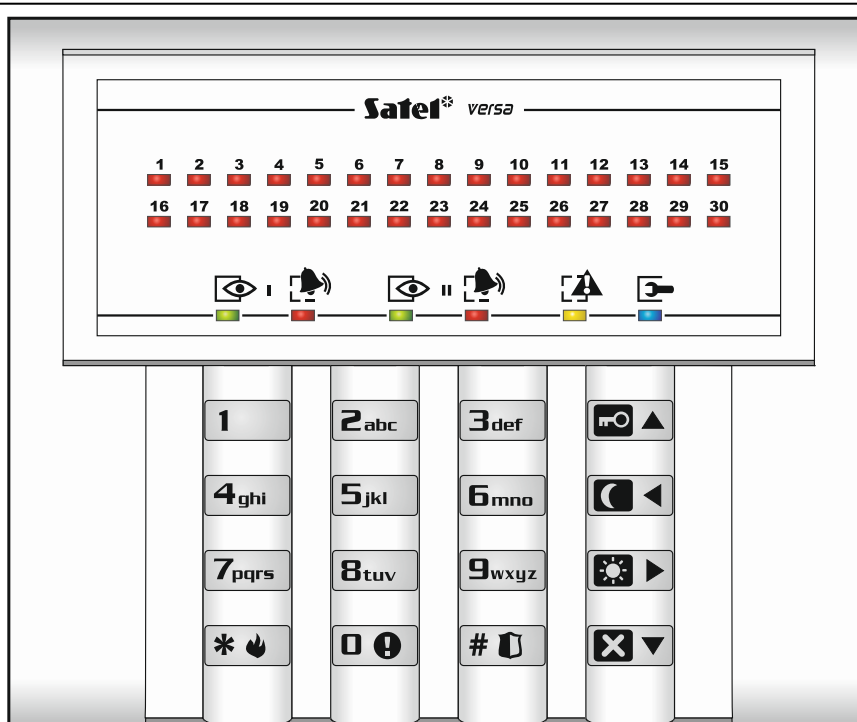 Satel versa
1 2 3 4 5 6 7 8 9 10 11 12 13 14 15
16 17 18 19 20 21 22 23 24 25 26 27 28 29 30
I II
1 2abc 3def
4ghi 5jkl 6mno
7pqrs 8tuv 9wxyz
* 0 #